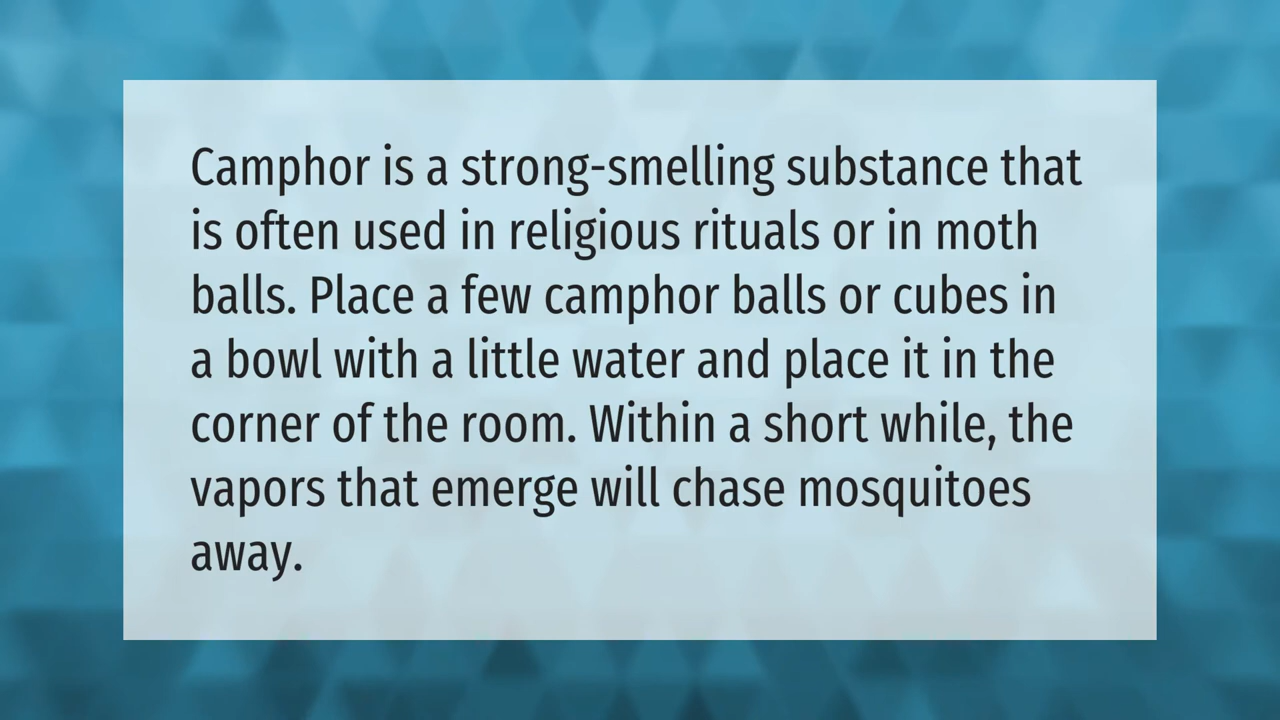 Camphor is a strong-smelling substance that
is often used in religious rituals or in moth
balls. Place a few camphor balls or cubes in
a bowl with a little water and place it in the
corner of the room. Within a short while, the
vapors that emerge will chase mosquitoes
away.